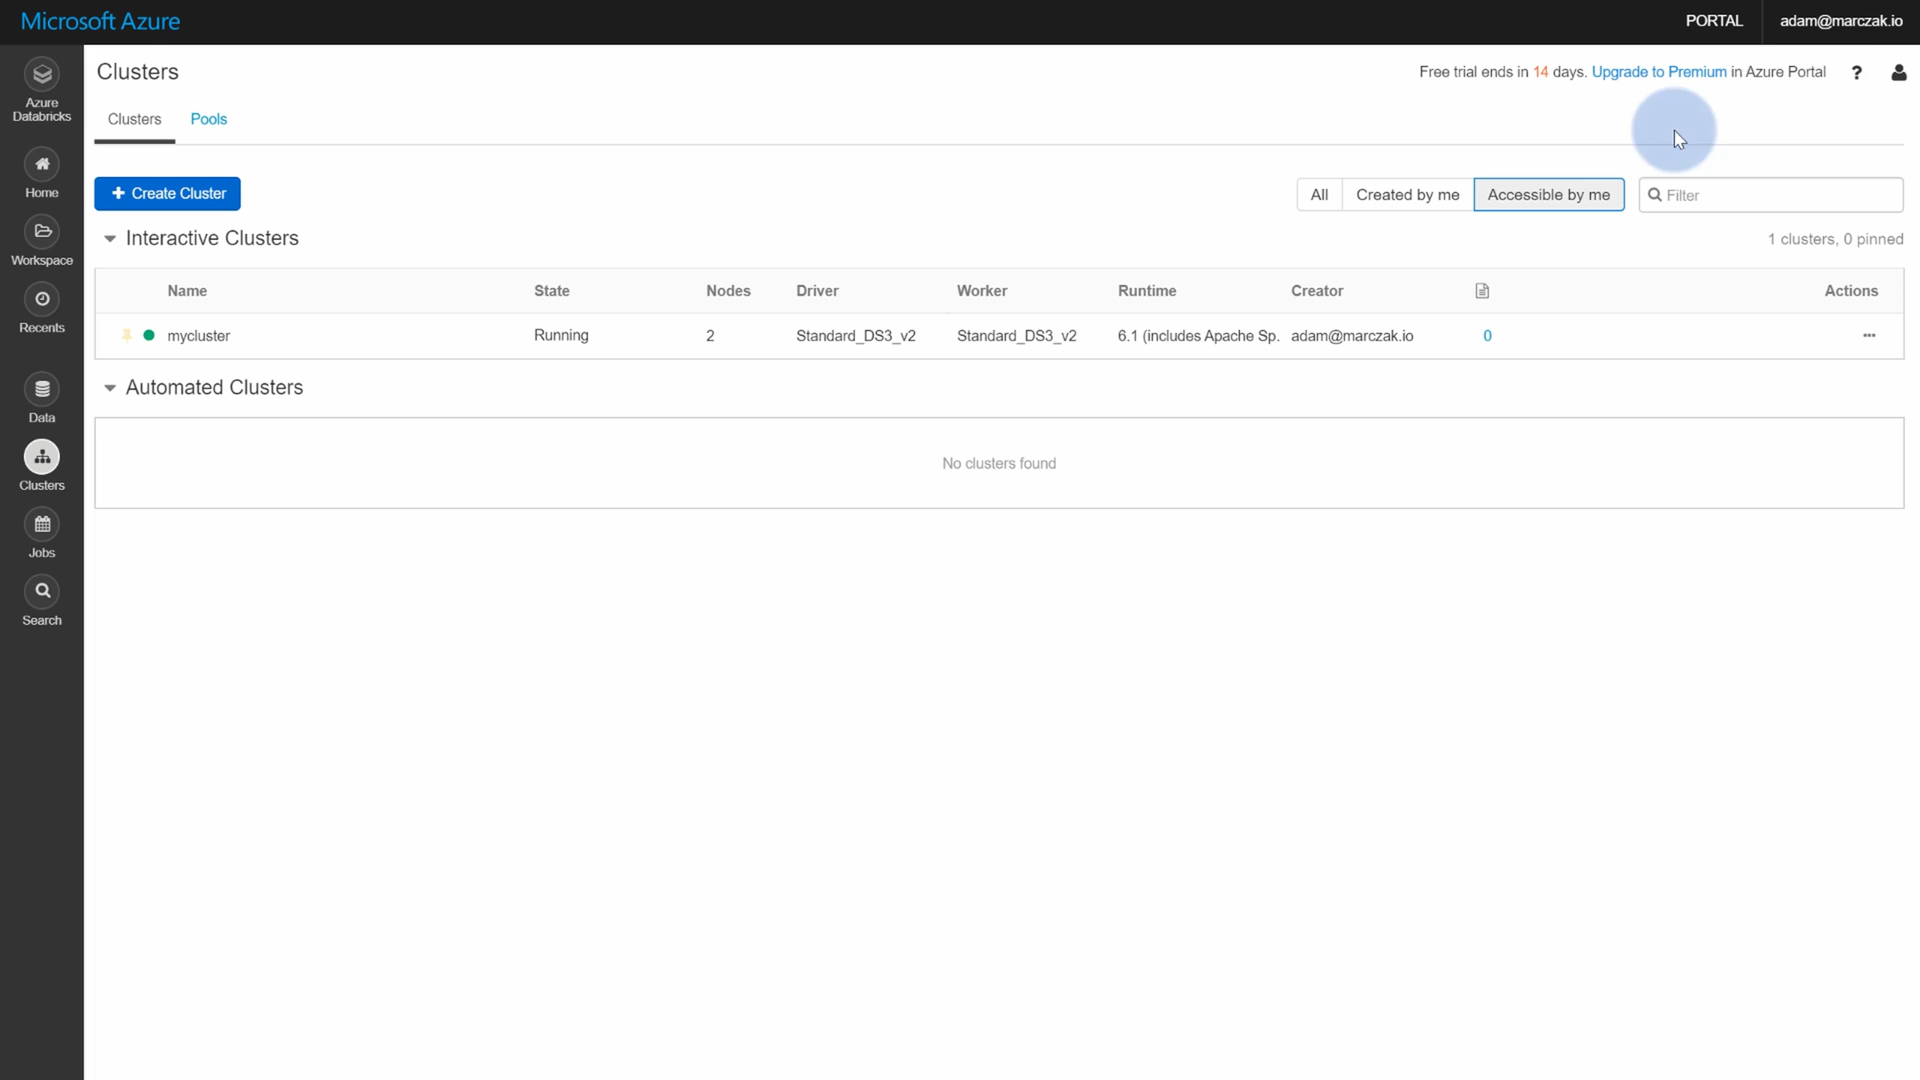 Microsoft Azure
PORTAL
adam@marczak.io
Azure
Databricks
Home
Workspace
Recents
Data
Clusters
Jobs
Search
Clusters
Free trial ends in 14 days. Upgrade to Premium in Azure Portal ?
Clusters Pools
+ Create Cluster
All Created by me Accessible by me Filter
Interactive Clusters
1 clusters, 0 pinned
Name State Nodes Driver Worker Runtime Creator Actions
mycluster Running 2 Standard_DS3_v2 Standard_DS3_v2 6.1 (includes Apache Sp. adam@marczak.io 0 ···
Automated Clusters
No clusters found